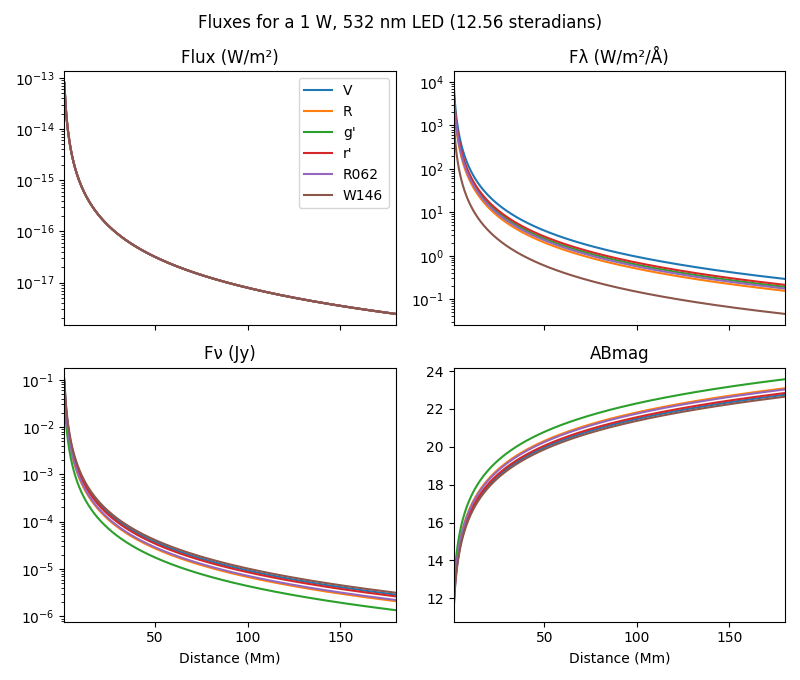 Fluxes for a 1 W, 532 nm LED (12.56 steradians)
Flux (W/m²)
Fλ (W/m²/Å)
10⁻¹³
10⁻¹⁴
10⁻¹⁵
10⁻¹⁶
10⁻¹⁷
V
R
g'
r'
R062
W146
10⁴
10³
10²
10¹
10⁰
10⁻¹
Fν (Jy)
ABmag
10⁻¹
10⁻²
10⁻³
10⁻⁴
10⁻⁵
10⁻⁶
50
100
150
Distance (Mm)
24
22
20
18
16
14
12
50
100
150
Distance (Mm)